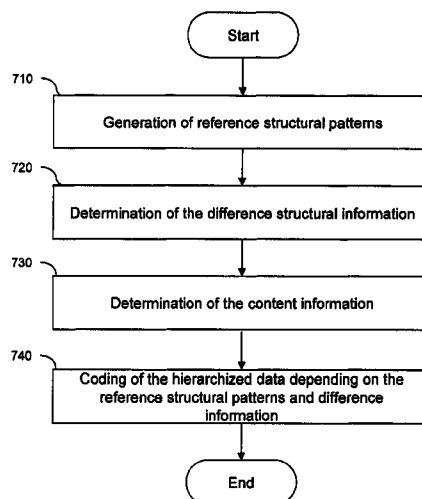 Start
710
Generation of reference structural patterns
720
Determination of the difference structural information
730
Determination of the content information
740
Coding of the hierarchized data depending on the
reference structural patterns and difference
information
End